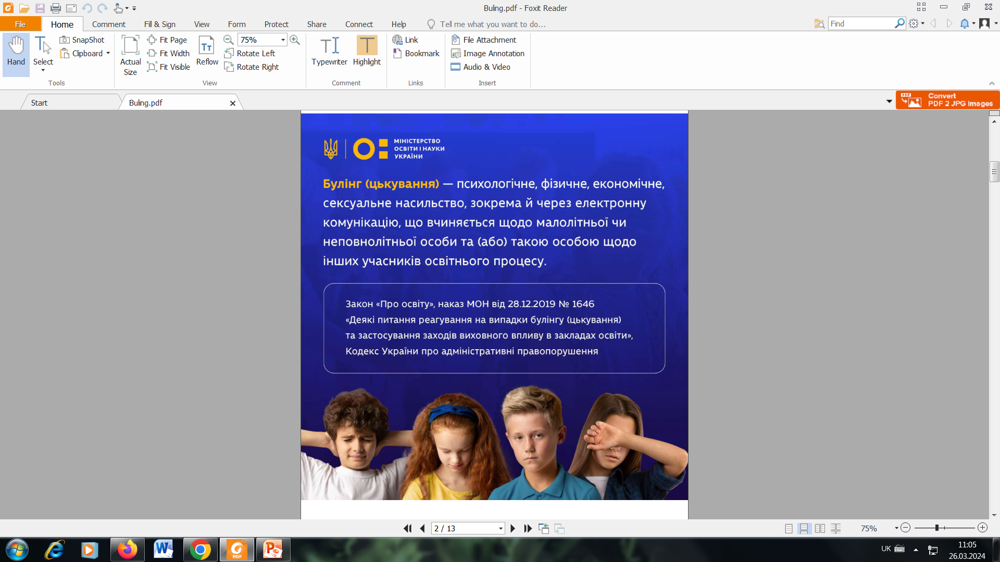 Buling.pdf - Foxit Reader
File
Home
Comment
Fill & Sign
View
Form
Protect
Share
Connect
Help
Tell me what you want to do...
Find
Hand
Select
SnapShot
Clipboard
Tools
Actual
Size
Fit Page
Fit Width
Fit Visible
Reflow
75%
Rotate Left
Rotate Right
View
Typewriter
Highlight
Comment
Link
Bookmark
Links
File Attachment
Image Annotation
Audio & Video
Insert
Start
Buling.pdf
PDF
Convert
PDF 2 JPG Images
МІНІСТЕРСТВО
ОСВІТИ І НАУКИ
УКРАЇНИ
Булінг (цькування) — психологічне, фізичне, економічне,
сексуальне насильство, зокрема й через електронну
комунікацію, що вчиняється щодо малолітньої чи
неповнолітньої особи та (або) такою особою щодо
інших учасників освітнього процесу.
Закон «Про освіту», наказ МОН від 28.12.2019 № 1646
«Деякі питання реагування на випадки булінгу (цькування)
та застосування заходів виховного впливу в закладах освіти»,
Кодекс України про адміністративні правопорушення
2 / 13
75%
PDF
UK
11:05
26.03.2024